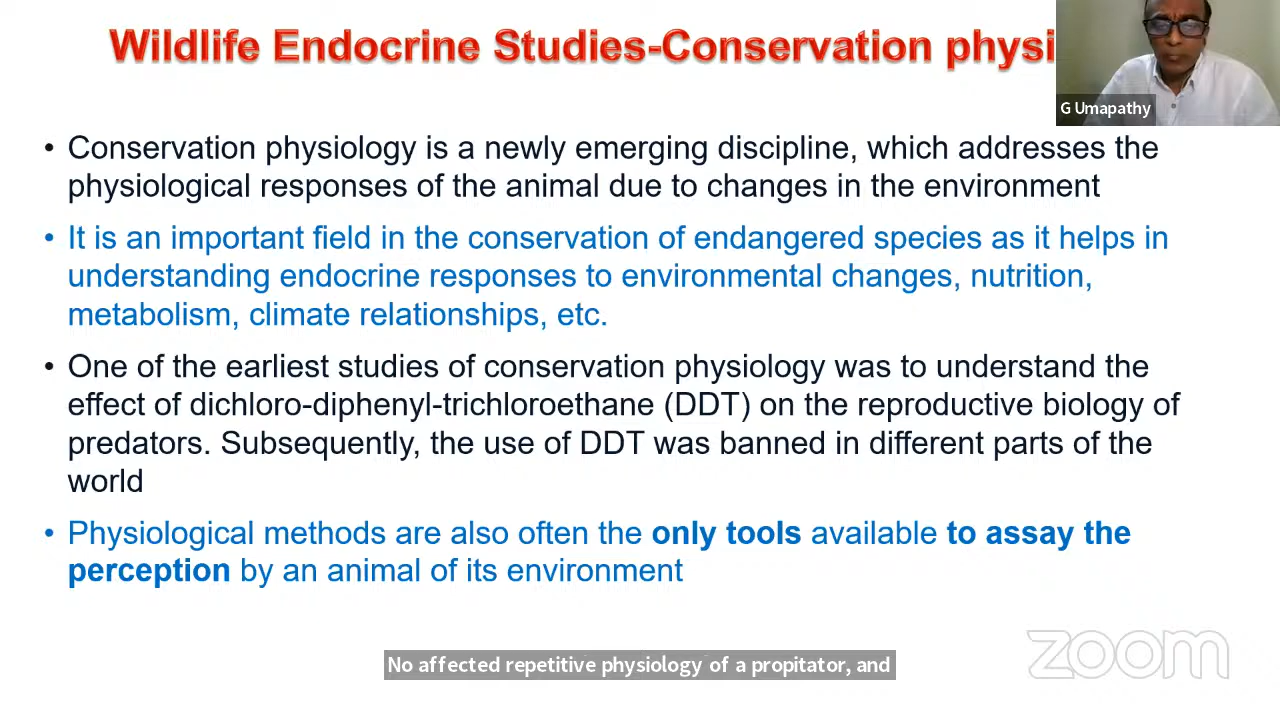 Wildlife Endocrine Studies-Conservation physi
G Umapathy
• Conservation physiology is a newly emerging discipline, which addresses the
physiological responses of the animal due to changes in the environment
• It is an important field in the conservation of endangered species as it helps in
understanding endocrine responses to environmental changes, nutrition,
metabolism, climate relationships, etc.
• One of the earliest studies of conservation physiology was to understand the
effect of dichloro-diphenyl-trichloroethane (DDT) on the reproductive biology of
predators. Subsequently, the use of DDT was banned in different parts of the
world
• Physiological methods are also often the only tools available to assay the
perception by an animal of its environment
zoom
No affected repetitive physiology of a propitator, and